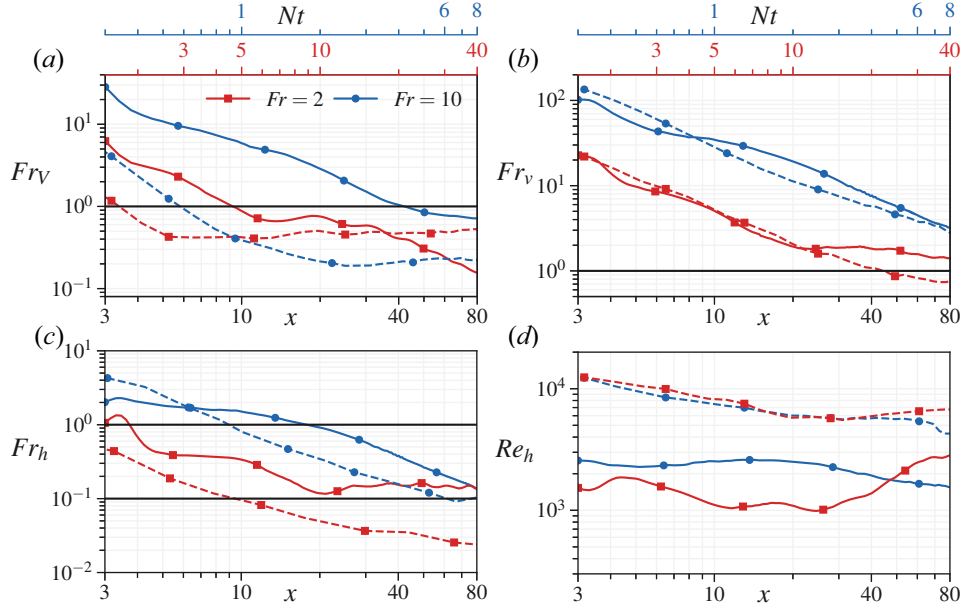 Nt Nt
1 6 8 1 6 8
3 5 10 40 3 5 10 40
(a) (b)
Fr = 2 Fr = 10
10^1 10^2
Fr_V 10^0 Fr_v 10^1
10^−1 10^0
3 10 40 80 3 10 40 80
x x
(c) (d)
10^1 10^4
10^0
Fr_h Re_h
10^−1 10^3
10^−2
3 10 40 80 3 10 40 80
x x